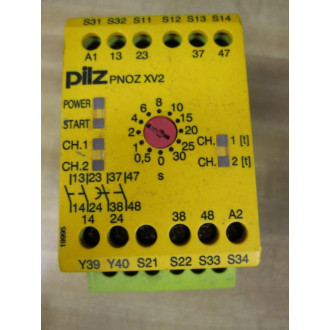 S31 S32 S11 S12 S13 S14
A1 13 23 37 47
pilz PNOZ XV2
POWER
START
CH.1
CH.2
0 0,5 1 2 4 6 8 10 15 20 25 30
s
CH. 1 [t]
CH. 2 [t]
13 23 37 47
14 24 38 48
14 24 38 48 A2
Y39 Y40 S21 S22 S33 S34